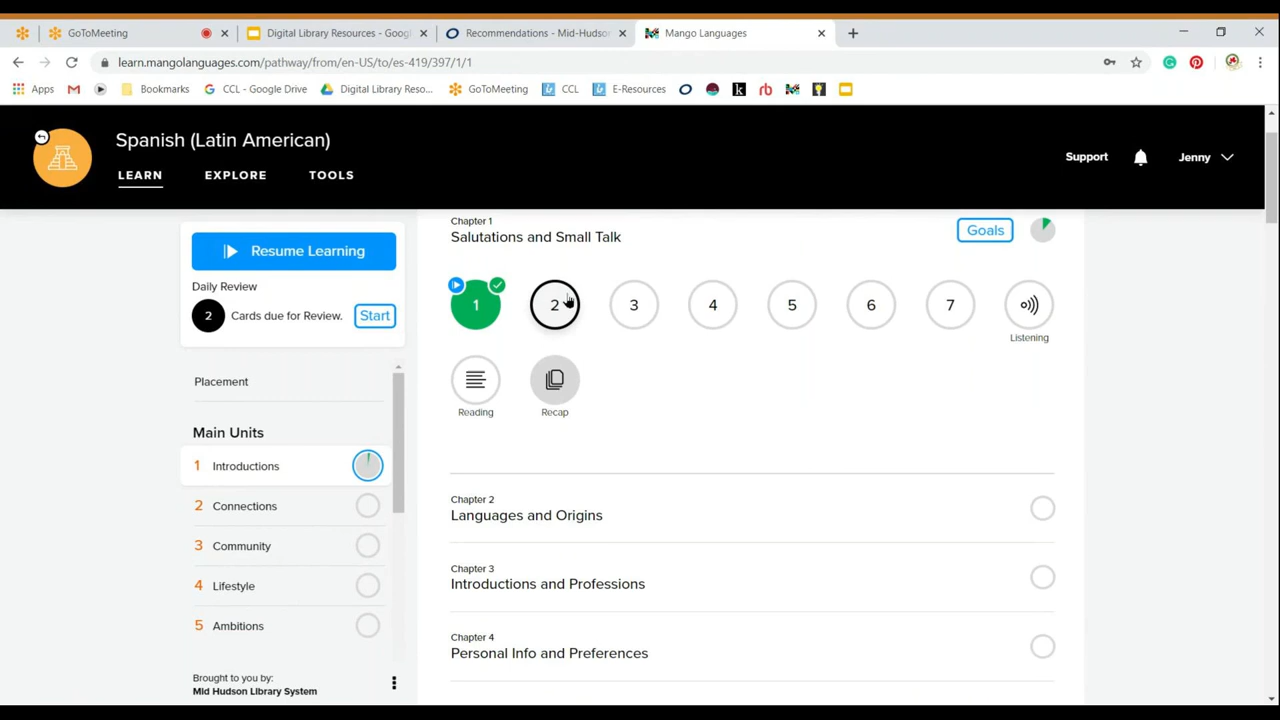 GoToMeeting
Digital Library Resources - Goog
Recommendations - Mid-Hudson
Mango Languages
learn.mangolanguages.com/pathway/from/en-US/to/es-419/397/1/1
Apps
Bookmarks
CCL - Google Drive
Digital Library Reso...
GoToMeeting
CCL
E-Resources
k
rb
Spanish (Latin American)
LEARN
EXPLORE
TOOLS
Support
Jenny
Resume Learning
Daily Review
2
Cards due for Review.
Start
Placement
Main Units
1 Introductions
2 Connections
3 Community
4 Lifestyle
5 Ambitions
Brought to you by:
Mid Hudson Library System
Chapter 1
Salutations and Small Talk
Goals
1 2 3 4 5 6 7
Listening
Reading
Recap
Chapter 2
Languages and Origins
Chapter 3
Introductions and Professions
Chapter 4
Personal Info and Preferences